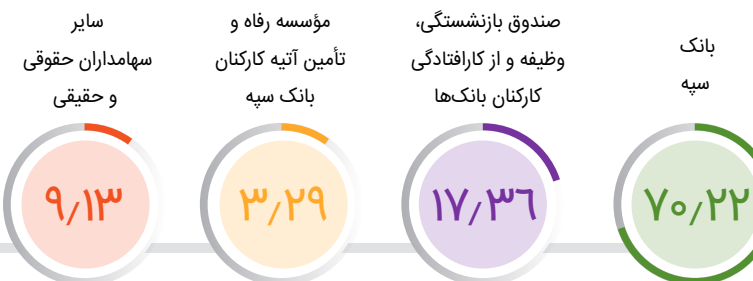 بانک
سپه
۷۰/۲۲
صندوق بازنشستگی،
وظیفه و از کارافتادگی
کارکنان بانک‌ها
۱۷/۳۶
مؤسسه رفاه و
تأمین آتیه کارکنان
بانک سپه
۳/۲۹
سایر
سهامداران حقوقی
و حقیقی
۹/۱۳